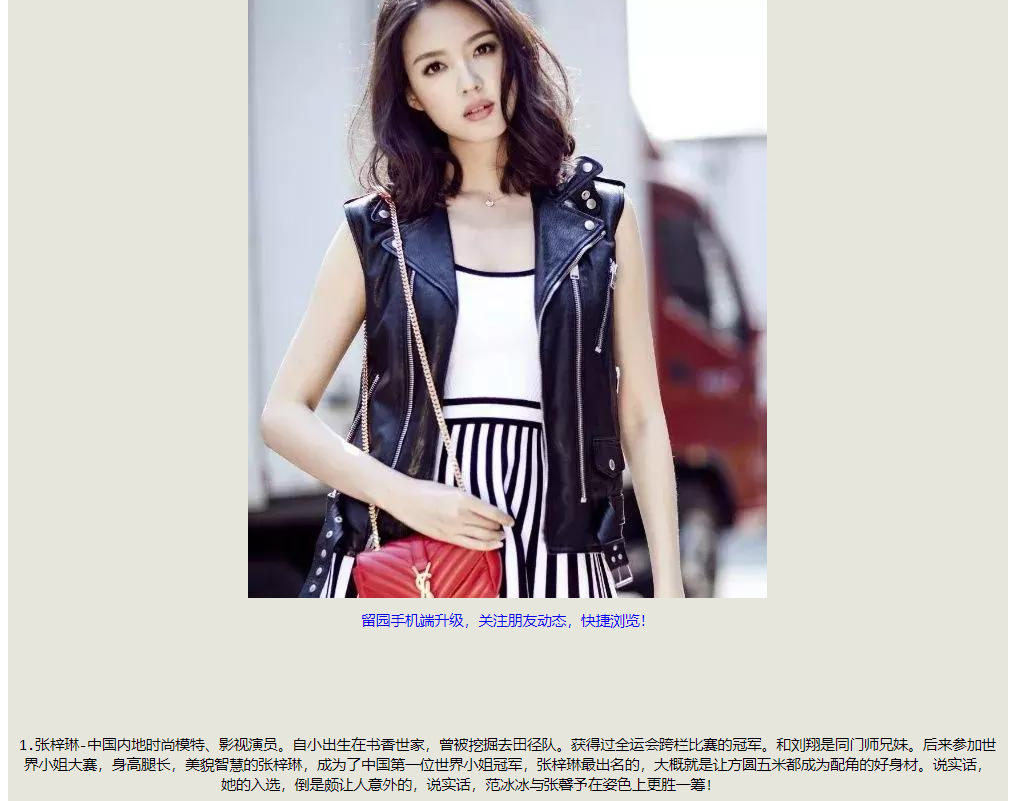 留园手机端升级，关注朋友动态，快捷浏览！
1.张梓琳-中国内地时尚模特、影视演员。自小出生在书香世家，曾被挖掘去田径队。获得过全运会跨栏比赛的冠军。和刘翔是同门师兄妹。后来参加世
界小姐大赛，身高腿长，美貌智慧的张梓琳，成为了中国第一位世界小姐冠军，张梓琳最出名的，大概就是让方圆五米都成为配角的好身材。说实话，
她的入选，倒是颇让人意外的，说实话，范冰冰与张馨予在姿色上更胜一筹！